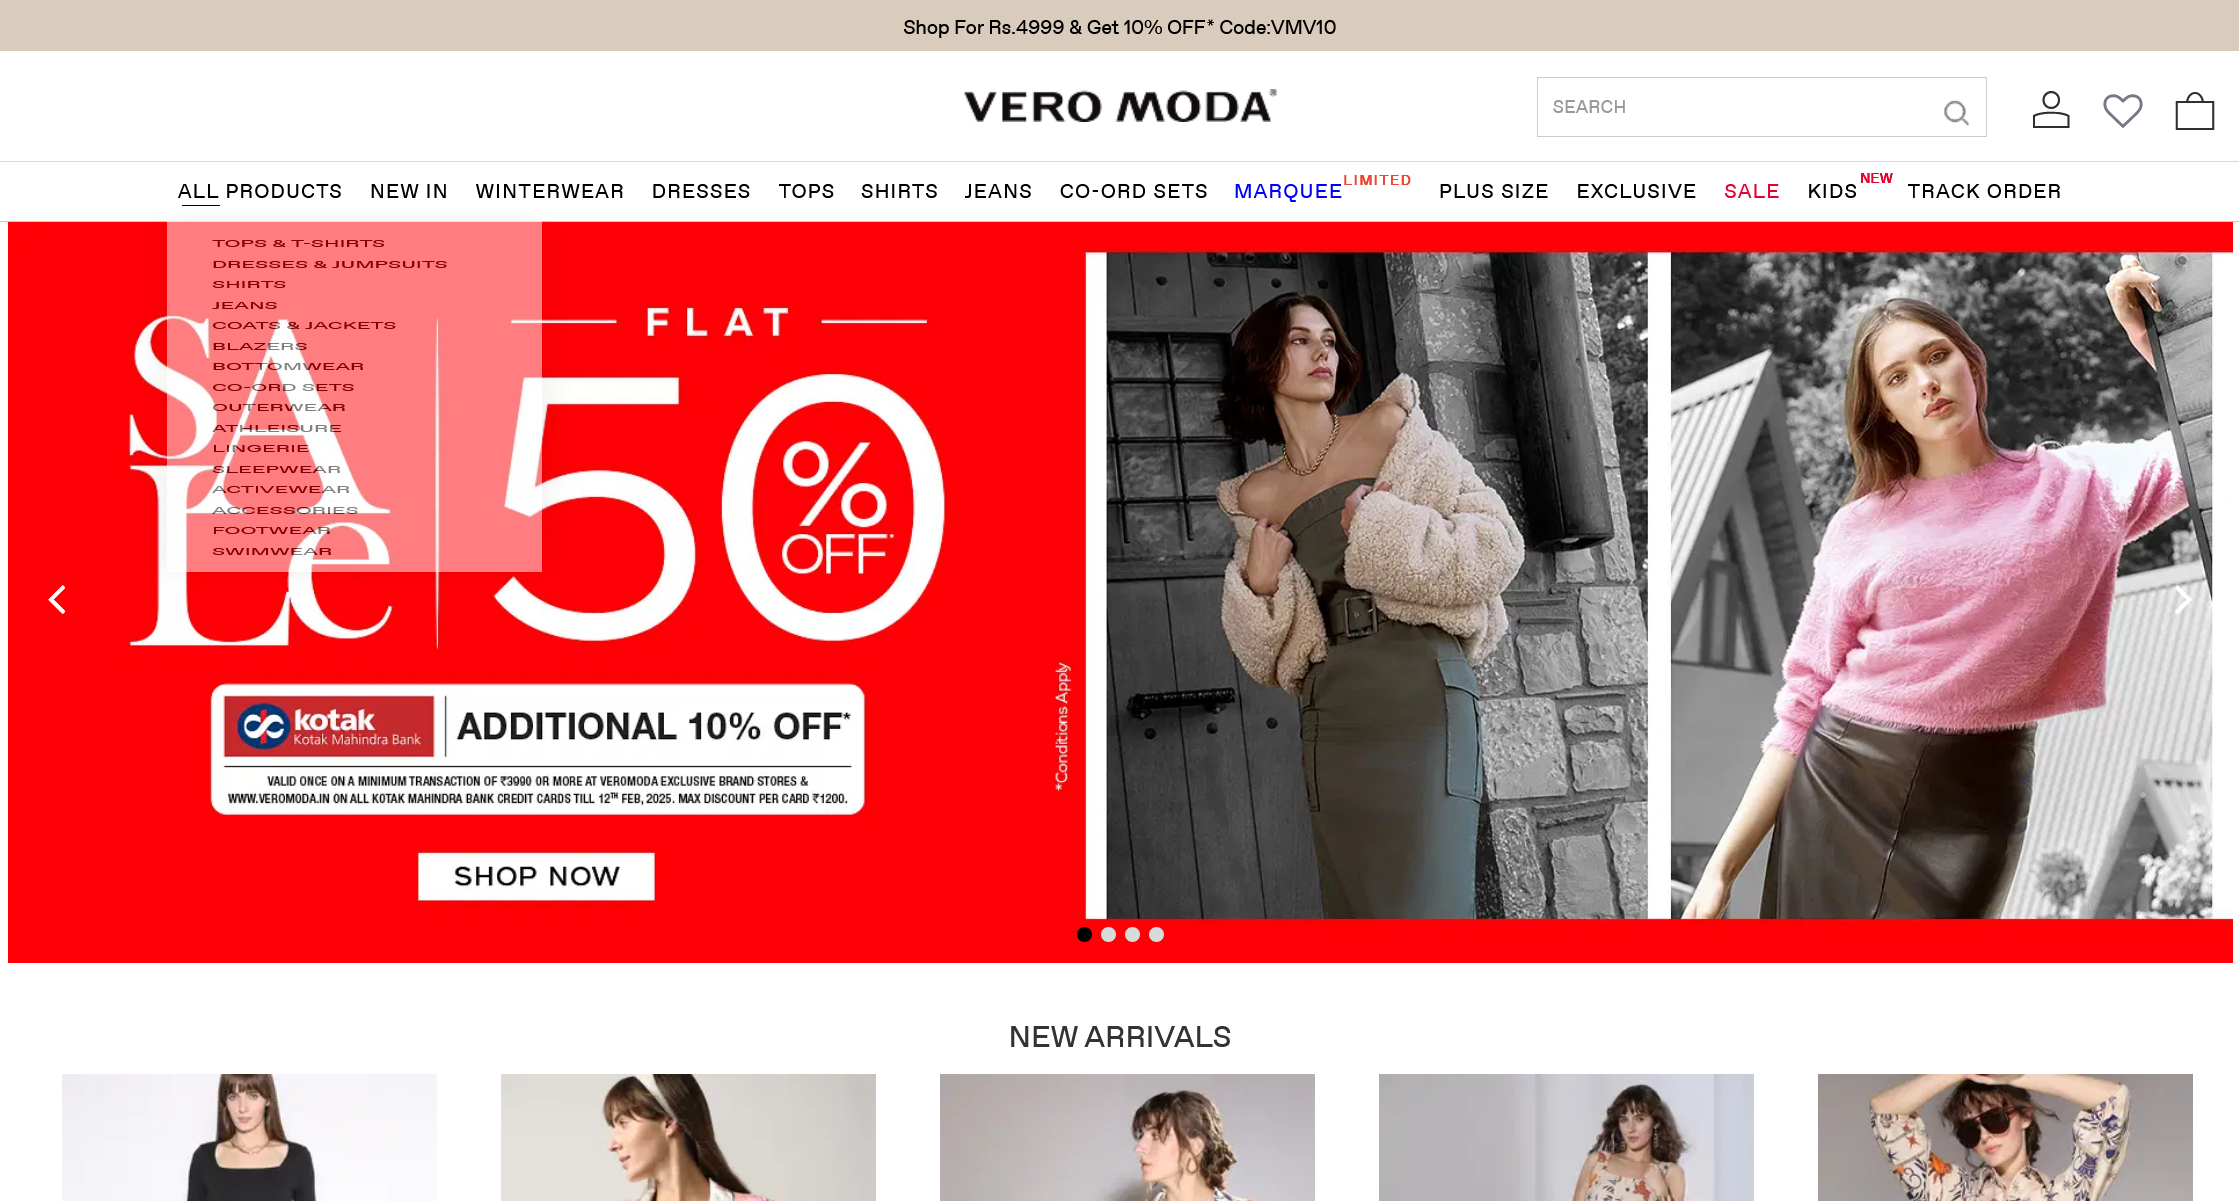 Shop For Rs.4999 & Get 10% OFF* Code:VMV10
VERO MODA®
SEARCH
ALL PRODUCTS NEW IN WINTERWEAR DRESSES TOPS SHIRTS JEANS CO-ORD SETS MARQUEE LIMITED PLUS SIZE EXCLUSIVE SALE KIDS NEW TRACK ORDER
TOPS & T-SHIRTS
DRESSES & JUMPSUITS
SHIRTS
JEANS
COATS & JACKETS
BLAZERS
BOTTOMWEAR
CO-ORD SETS
OUTERWEAR
ATHLEISURE
LINGERIE
SLEEPWEAR
ACTIVEWEAR
ACCESSORIES
FOOTWEAR
SWIMWEAR
SALe
FLAT
50% OFF*
kotak
Kotak Mahindra Bank
ADDITIONAL 10% OFF*
VALID ONCE ON A MINIMUM TRANSACTION OF ₹3990 OR MORE AT VEROMODA EXCLUSIVE BRAND STORES &
WWW.VEROMODA.IN ON ALL KOTAK MAHINDRA BANK CREDIT CARDS TILL 12TH FEB, 2025. MAX DISCOUNT PER CARD ₹1200.
*Conditions Apply
SHOP NOW
NEW ARRIVALS